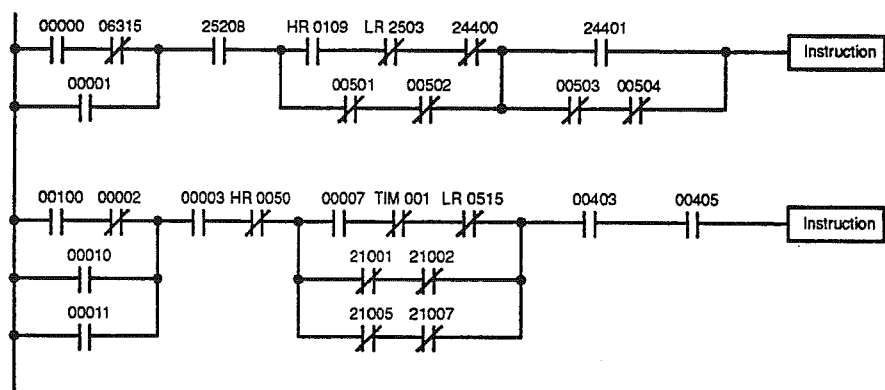 00000 06315 25208 HR 0109 LR 2503 24400 24401
Instruction
00001 00501 00502 00503 00504
00100 00002 00003 HR 0050 00007 TIM 001 LR 0515 00403 00405
Instruction
00010 21001 21002
00011 21005 21007